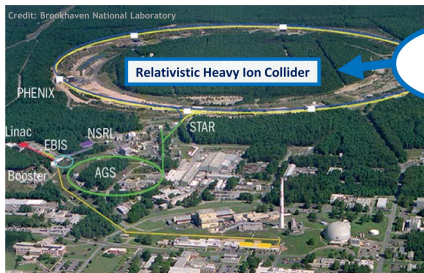 Credit: Brookhaven National Laboratory
Relativistic Heavy Ion Collider
PHENIX
Linac
EBIS
NSRL
STAR
Booster
AGS